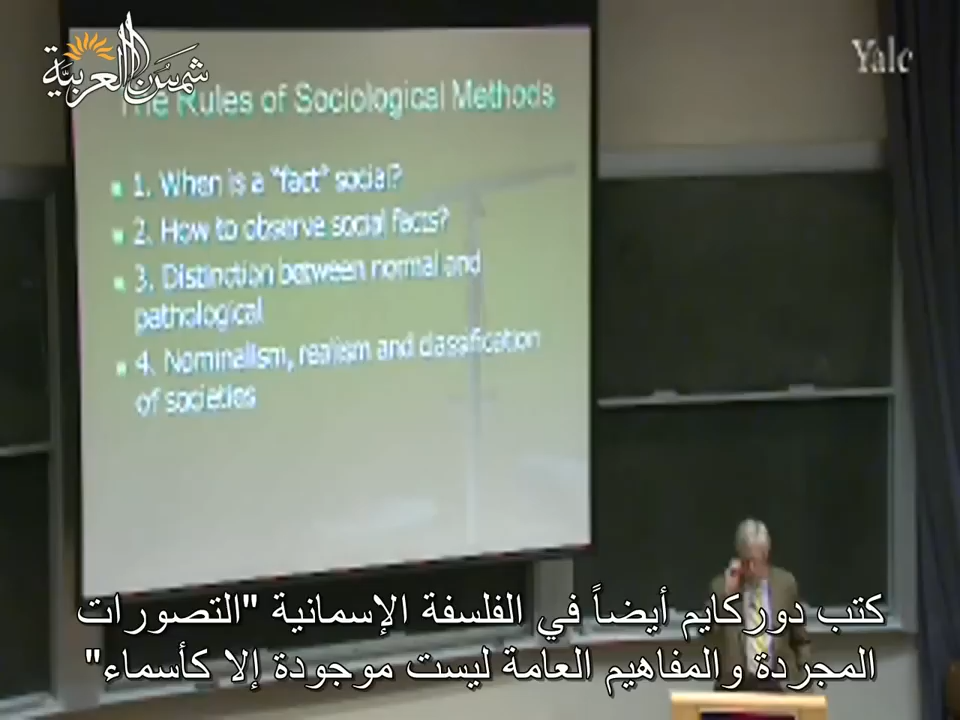 شمس العربية
Yale
The Rules of Sociological Methods
1. When is a "fact" social?
2. How to observe social facts?
3. Distinction between normal and
pathological
4. Nominalism, realism and classification
of societies
كتب دوركايم أيضاً في الفلسفة الإسمانية "التصورات
المجردة والمفاهيم العامة ليست موجودة إلا كأسماء"